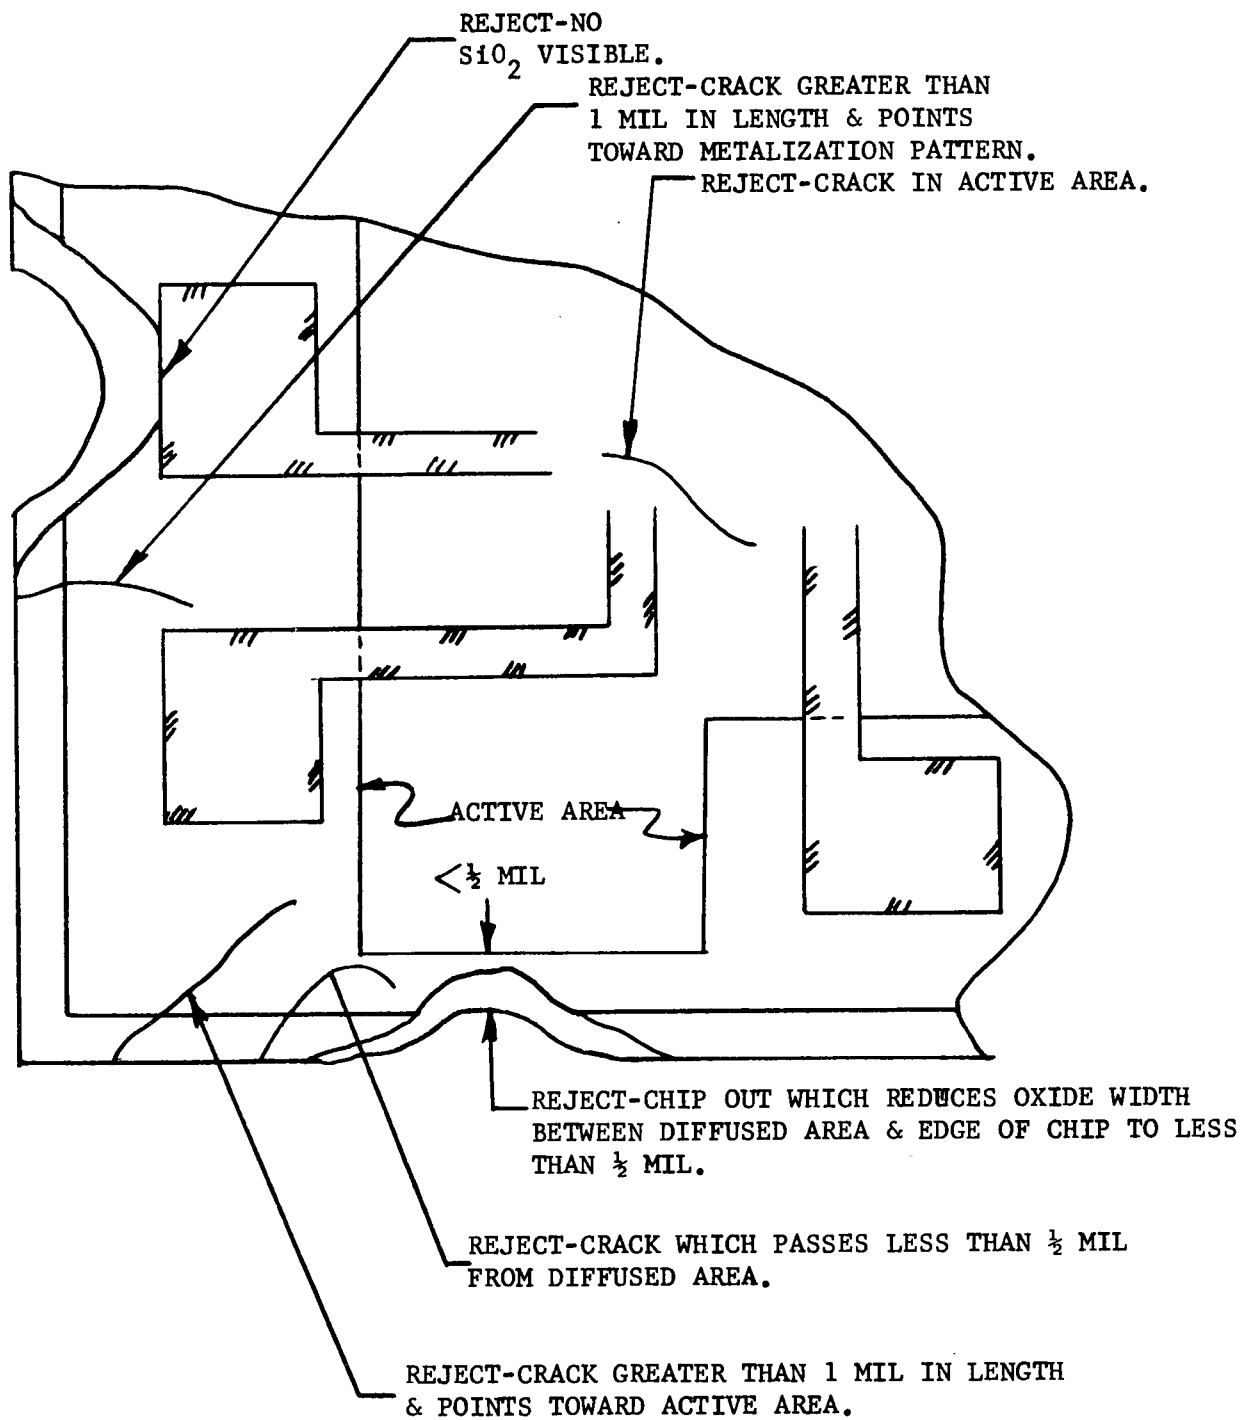 REJECT-NO
SiO2 VISIBLE.
REJECT-CRACK GREATER THAN
1 MIL IN LENGTH & POINTS
TOWARD METALIZATION PATTERN.
REJECT-CRACK IN ACTIVE AREA.
ACTIVE AREA
<½ MIL
REJECT-CHIP OUT WHICH REDUCES OXIDE WIDTH
BETWEEN DIFFUSED AREA & EDGE OF CHIP TO LESS
THAN ½ MIL.
REJECT-CRACK WHICH PASSES LESS THAN ½ MIL
FROM DIFFUSED AREA.
REJECT-CRACK GREATER THAN 1 MIL IN LENGTH
& POINTS TOWARD ACTIVE AREA.